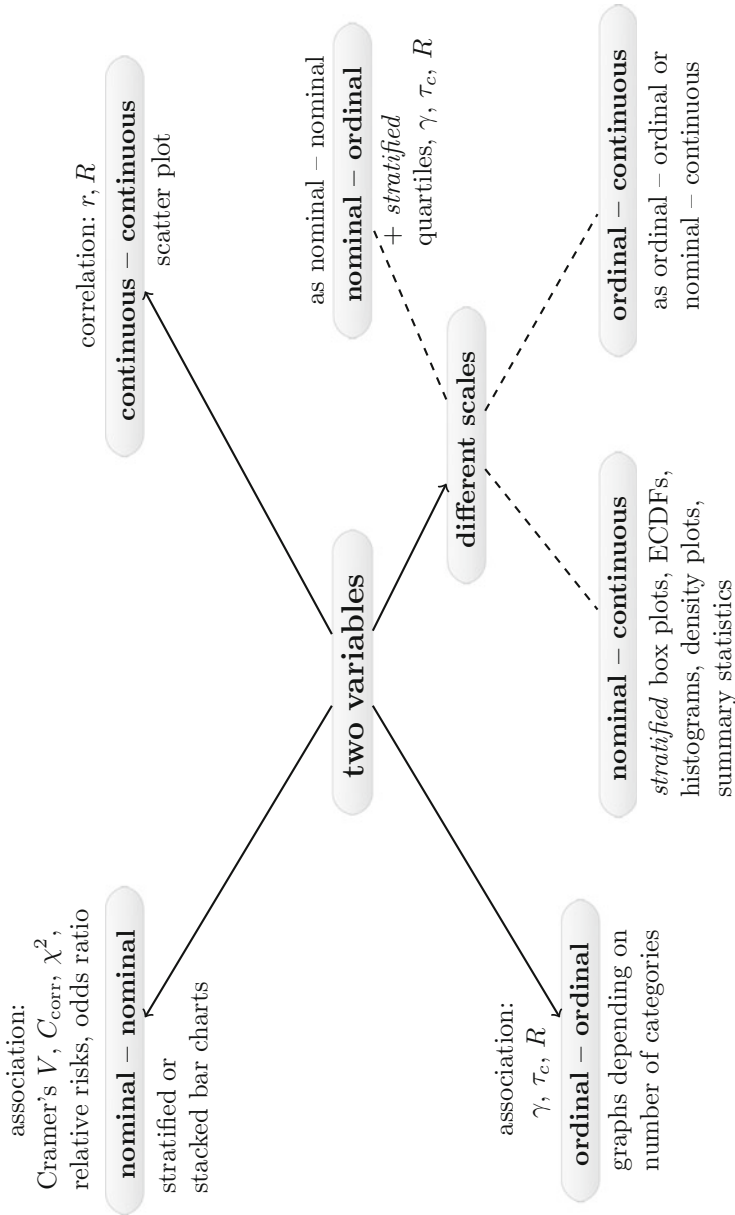 association:
Cramer's V, C_corr, χ²,
relative risks, odds ratio
nominal – nominal
stratified or
stacked bar charts
correlation: r, R
continuous – continuous
scatter plot
two variables
as nominal – nominal
nominal – ordinal
+ stratified
quartiles, γ, τ_c, R
different scales
association:
γ, τ_c, R
ordinal – ordinal
graphs depending on
number of categories
nominal – continuous
stratified box plots, ECDFs,
histograms, density plots,
summary statistics
ordinal – continuous
as ordinal – ordinal or
nominal – continuous